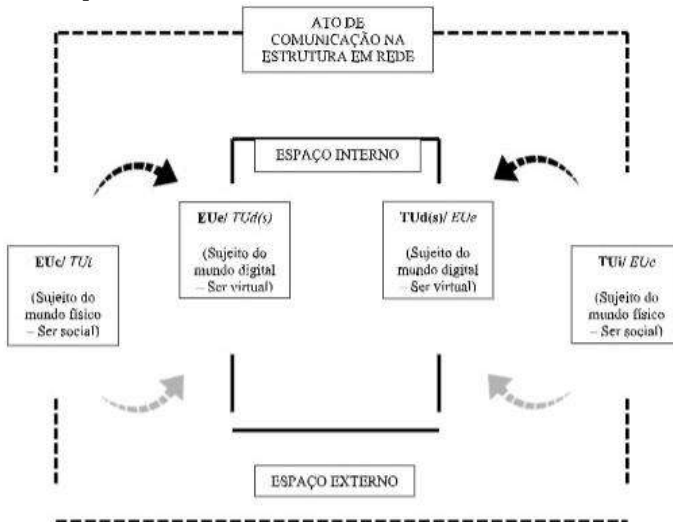 ATO DE
COMUNICAÇÃO NA
ESTRUTURA EM REDE
ESPAÇO INTERNO
EUe/ TUd(s)
(Sujeito do
mundo digital
– Ser virtual)
TUd(s)/ EUe
(Sujeito do
mundo digital
– Ser virtual)
EUc/ TUi
(Sujeito do
mundo físico
– Ser social)
TUi/ EUc
(Sujeito do
mundo físico
– Ser social)
ESPAÇO EXTERNO